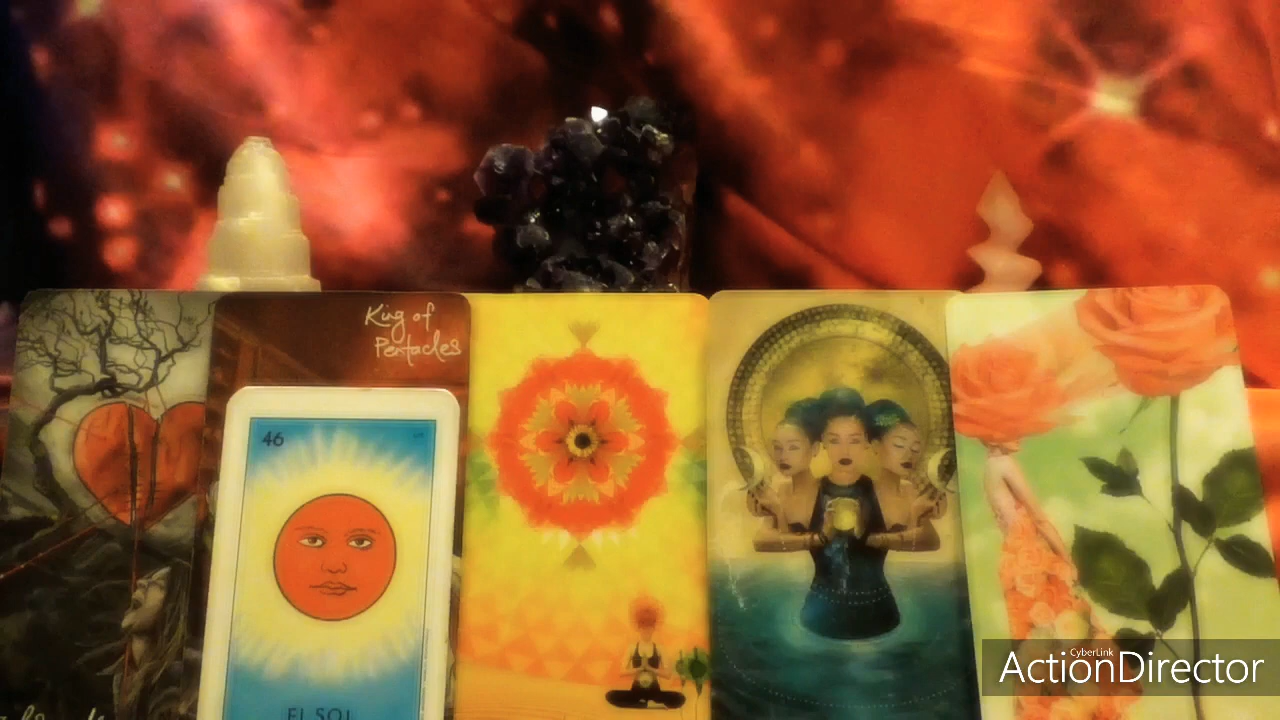 King of
Pentacles
46
EL SOL
CyberLink
ActionDirector